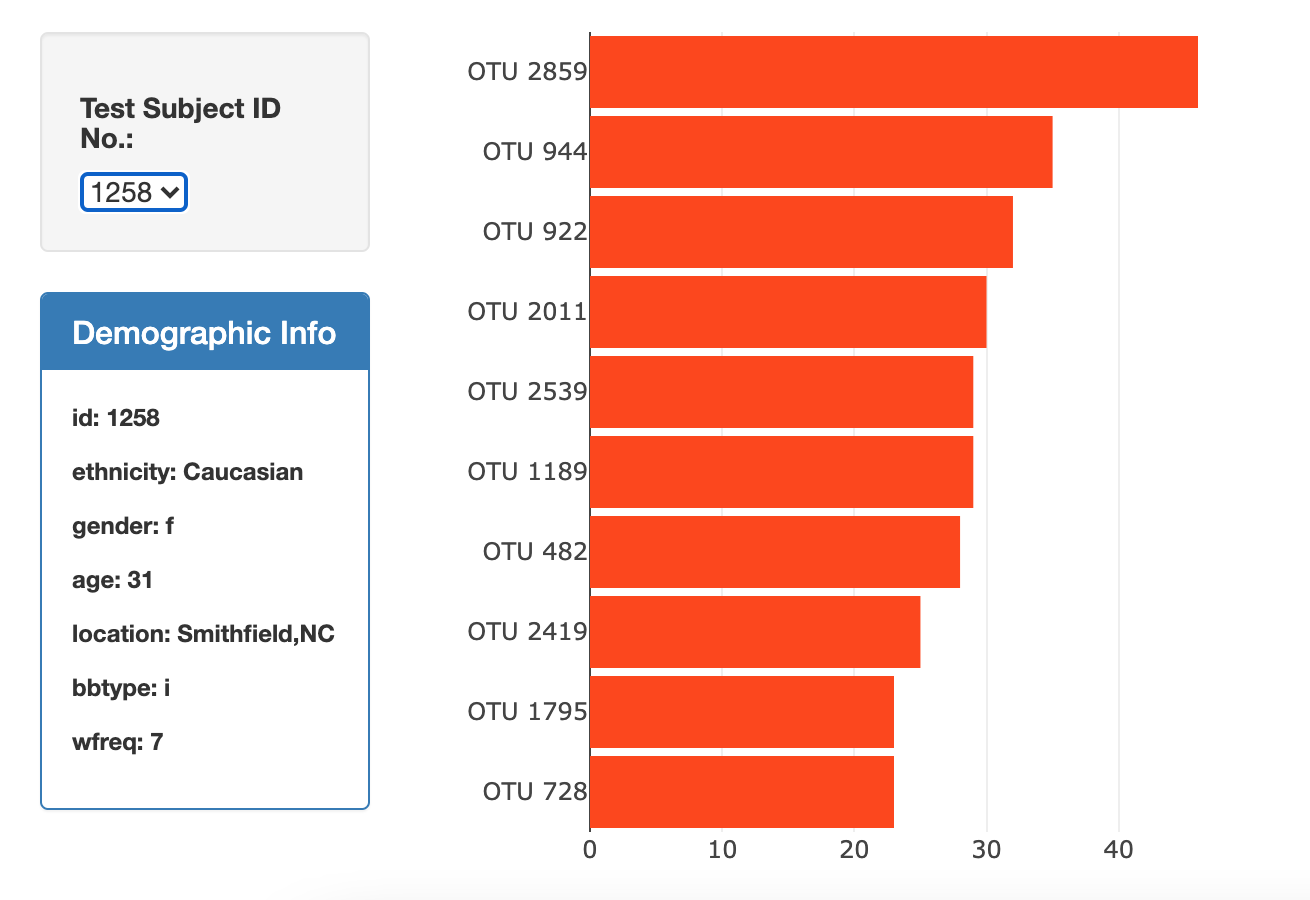 Test Subject ID
No.:
1258
Demographic Info
id: 1258
ethnicity: Caucasian
gender: f
age: 31
location: Smithfield,NC
bbtype: i
wfreq: 7
OTU 2859
OTU 944
OTU 922
OTU 2011
OTU 2539
OTU 1189
OTU 482
OTU 2419
OTU 1795
OTU 728
0 10 20 30 40